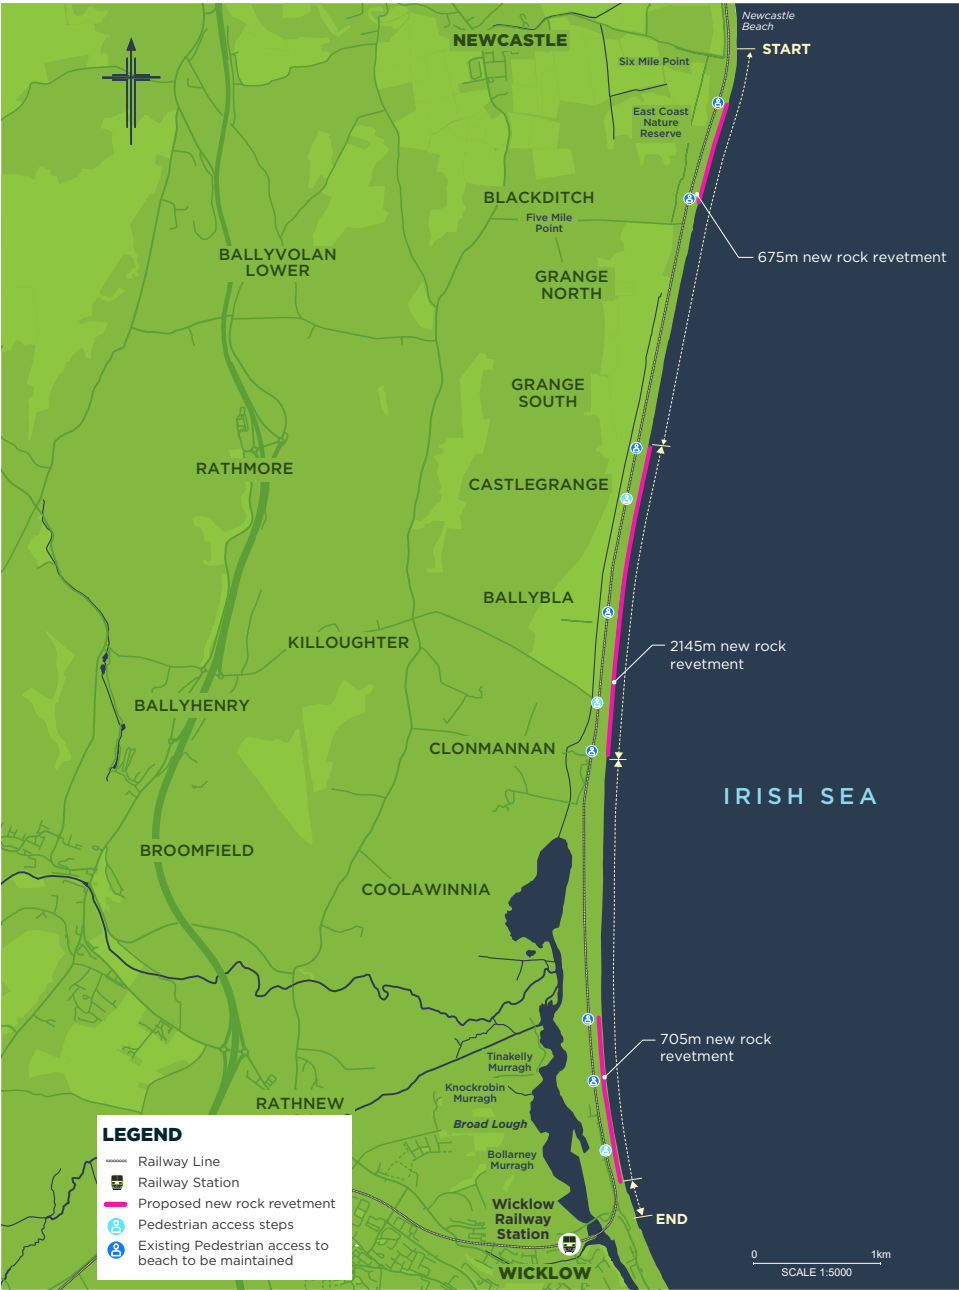 Newcastle
Beach
START
NEWCASTLE
Six Mile Point
East Coast
Nature
Reserve
BLACKDITCH
Five Mile
Point
675m new rock revetment
BALLYVOLAN
LOWER
GRANGE
NORTH
GRANGE
SOUTH
RATHMORE
CASTLEGRANGE
BALLYBLA
KILLOUGHTER
2145m new rock
revetment
BALLYHENRY
CLONMANNAN
IRISH SEA
BROOMFIELD
COOLAWINNIA
705m new rock
revetment
Tinakelly
Murragh
Knockrobin
Murragh
RATHNEW
Broad Lough
Bollarney
Murragh
Wicklow
Railway
Station
END
WICKLOW
LEGEND
Railway Line
Railway Station
Proposed new rock revetment
Pedestrian access steps
Existing Pedestrian access to
beach to be maintained
0 1km
SCALE 1:5000